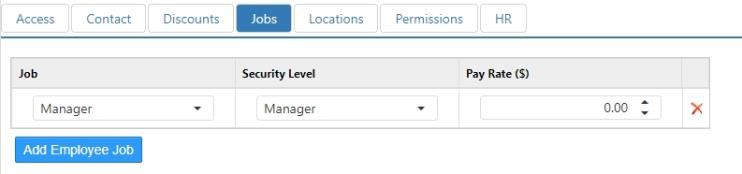 Access Contact Discounts Jobs Locations Permissions HR
Job Security Level Pay Rate ($)
Manager Manager 0.00
Add Employee Job